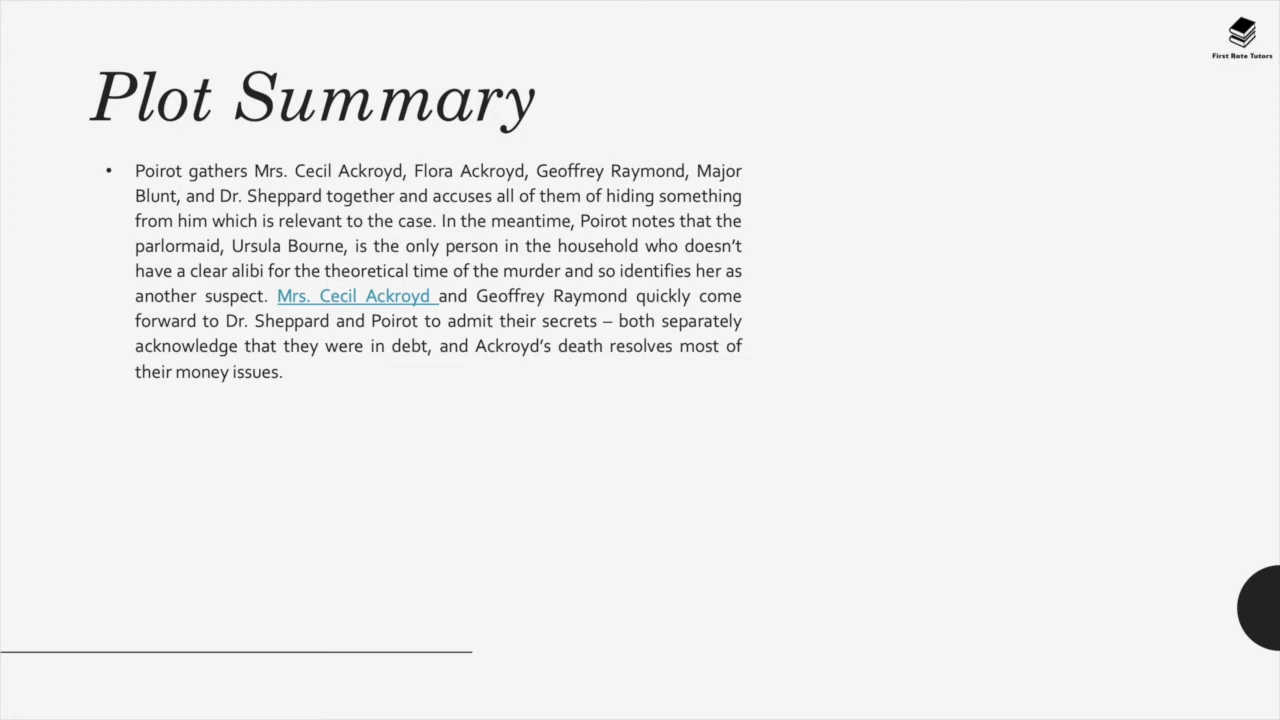 First Rate Tutors
Plot Summary
• Poirot gathers Mrs. Cecil Ackroyd, Flora Ackroyd, Geoffrey Raymond, Major
Blunt, and Dr. Sheppard together and accuses all of them of hiding something
from him which is relevant to the case. In the meantime, Poirot notes that the
parlormaid, Ursula Bourne, is the only person in the household who doesn’t
have a clear alibi for the theoretical time of the murder and so identifies her as
another suspect. Mrs. Cecil Ackroyd and Geoffrey Raymond quickly come
forward to Dr. Sheppard and Poirot to admit their secrets – both separately
acknowledge that they were in debt, and Ackroyd’s death resolves most of
their money issues.